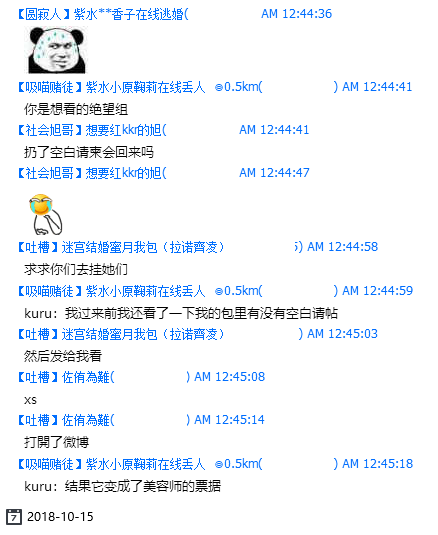 【圆寂人】紫水**香子在线逃婚( AM 12:44:36
【吸喵赌徒】紫水小原鞠莉在线丢人 @0.5km( ) AM 12:44:41
你是想看的绝望组
【社会旭哥】想要红kkr的旭( AM 12:44:41
扔了空白请柬会回来吗
【社会旭哥】想要红kkr的旭( AM 12:44:47
【吐槽】迷宫结婚蜜月我包（拉诺齊凌） ) AM 12:44:58
求求你们去挂她们
【吸喵赌徒】紫水小原鞠莉在线丢人 @0.5km( ) AM 12:44:59
kuru：我过来前我还看了一下我的包里有没有空白请帖
【吐槽】迷宫结婚蜜月我包（拉诺齊凌） ) AM 12:45:03
然后发给我看
【吐槽】佐侑為難( ) AM 12:45:08
xs
【吐槽】佐侑為難( ) AM 12:45:14
打開了微博
【吸喵赌徒】紫水小原鞠莉在线丢人 @0.5km( ) AM 12:45:18
kuru：结果它变成了美容师的票据
7 2018-10-15